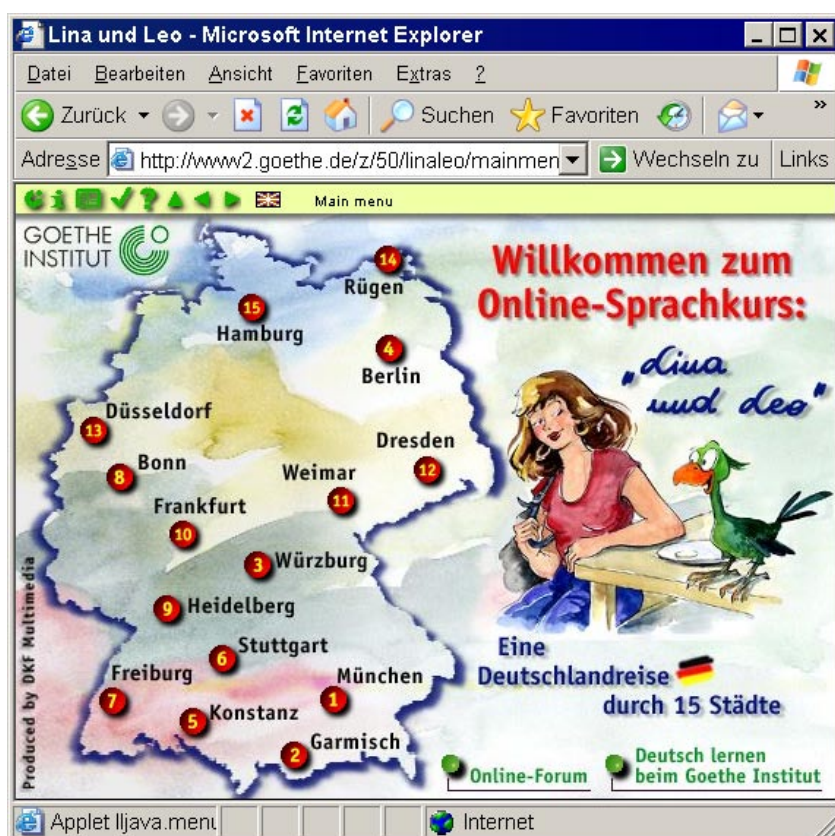 Lina und Leo - Microsoft Internet Explorer
Datei Bearbeiten Ansicht Favoriten Extras ?
Zurück Suchen Favoriten »
Adresse http://www2.goethe.de/z/50/linaleo/mainmen Wechseln zu Links
Main menu
GOETHE
INSTITUT
Willkommen zum
Online-Sprachkurs:
„Lina
und Leo"
14
Rügen
15
Hamburg
4
Berlin
Düsseldorf
13
Bonn
8
Dresden
12
Weimar
11
Frankfurt
10
3 Würzburg
9 Heidelberg
Stuttgart
6
Freiburg
7
München
1
5 Konstanz
Garmisch
2
Eine
Deutschlandreise
durch 15 Städte
Online-Forum
Deutsch lernen
beim Goethe Institut
Produced by DKF Multimedia
Applet lljava.menu Internet